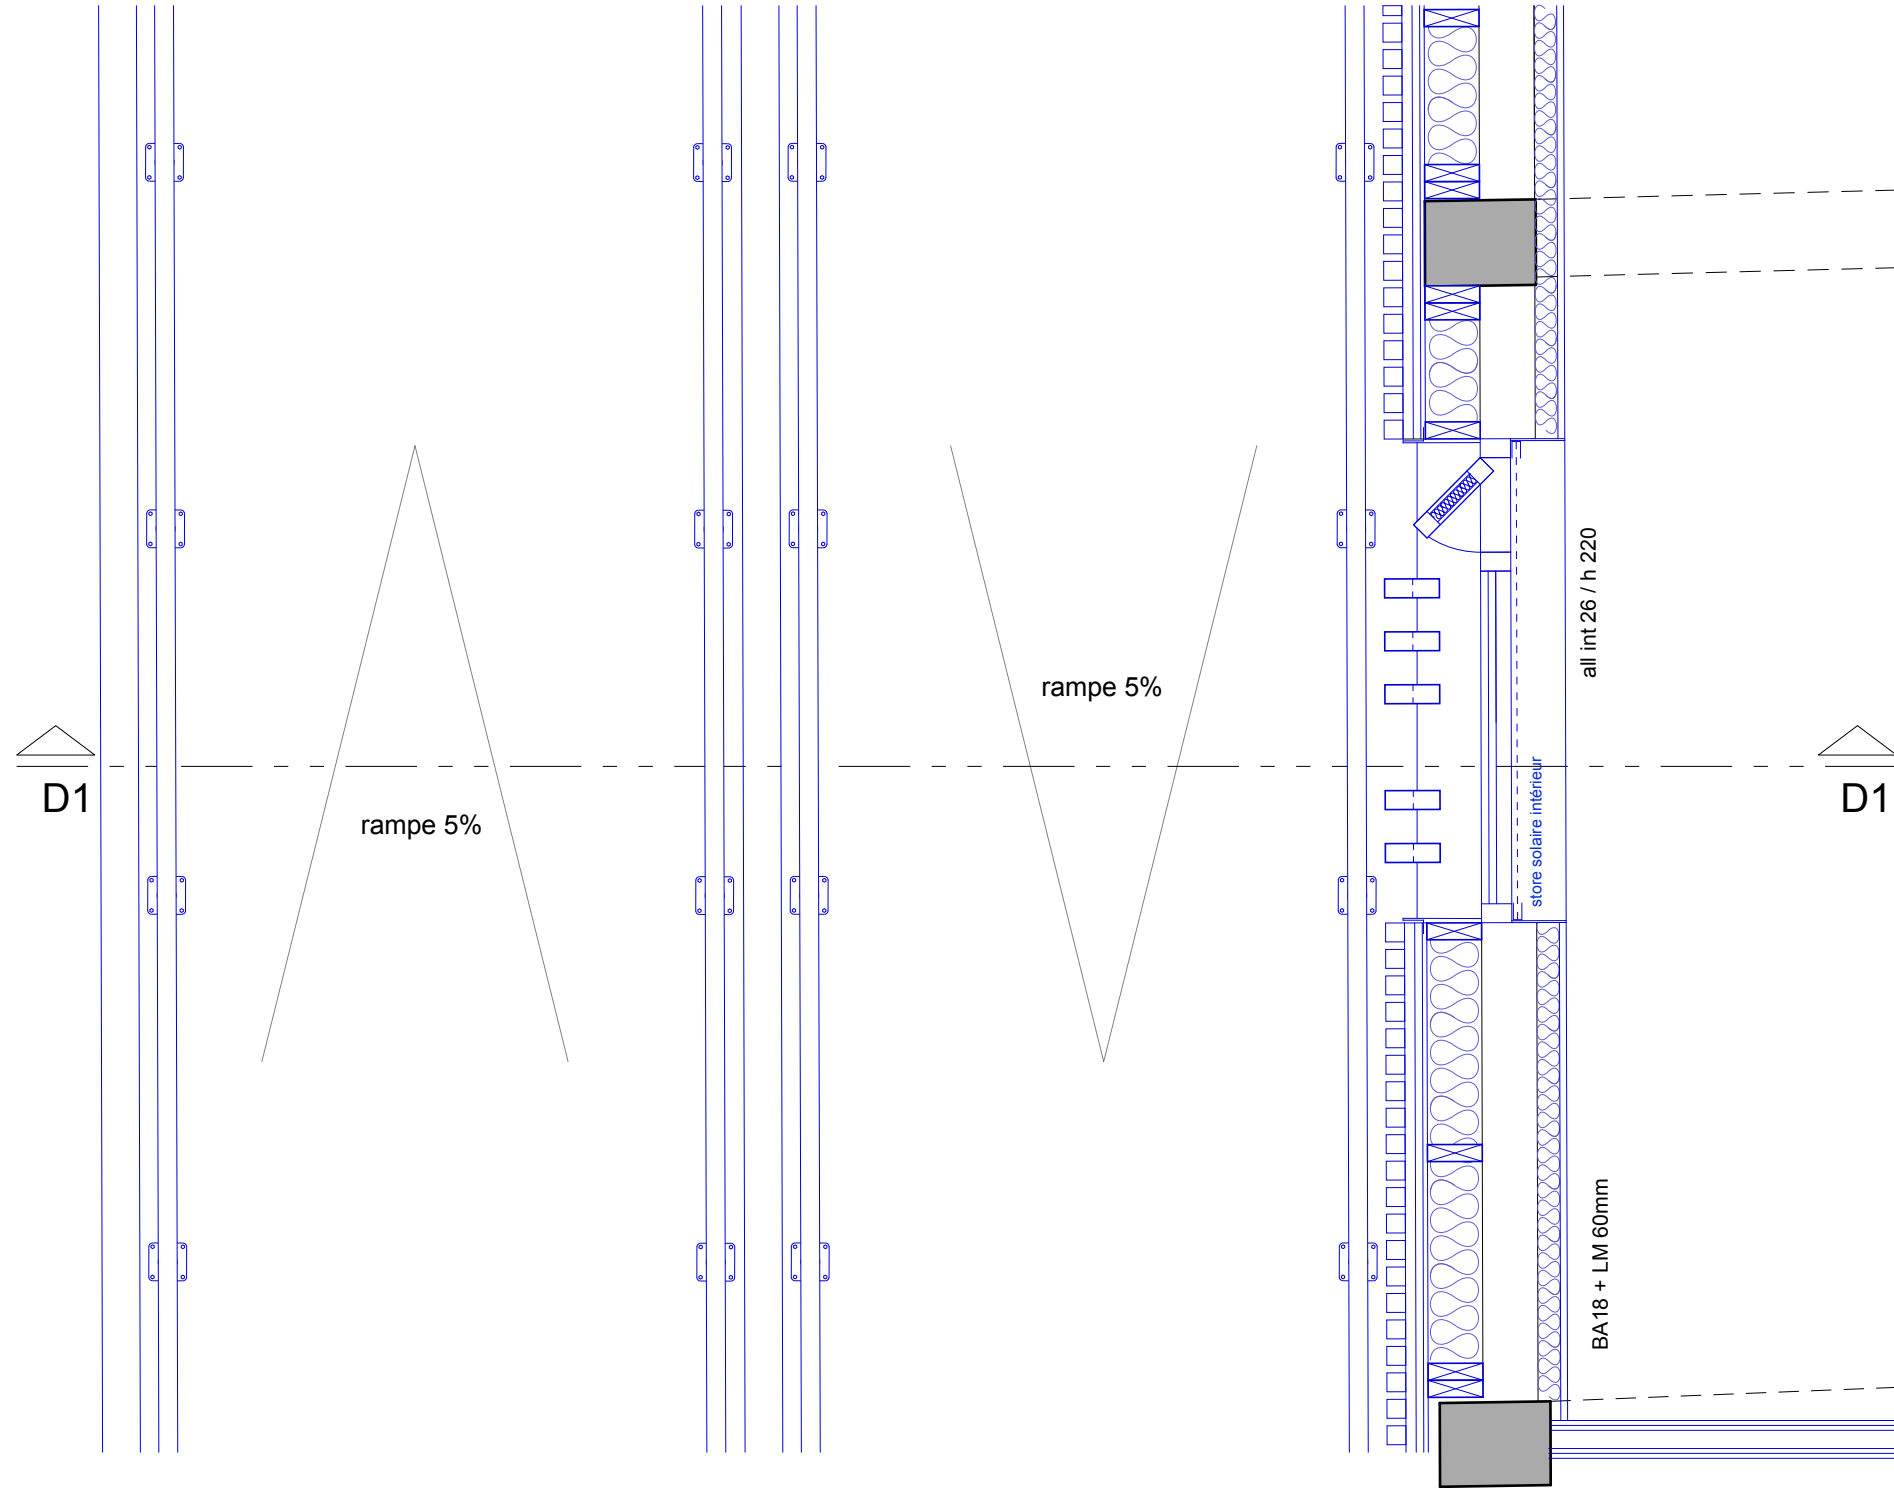 all int 26 / h 220
rampe 5%
D1
rampe 5%
store solaire intérieur
D1
BA18 + LM 60mm